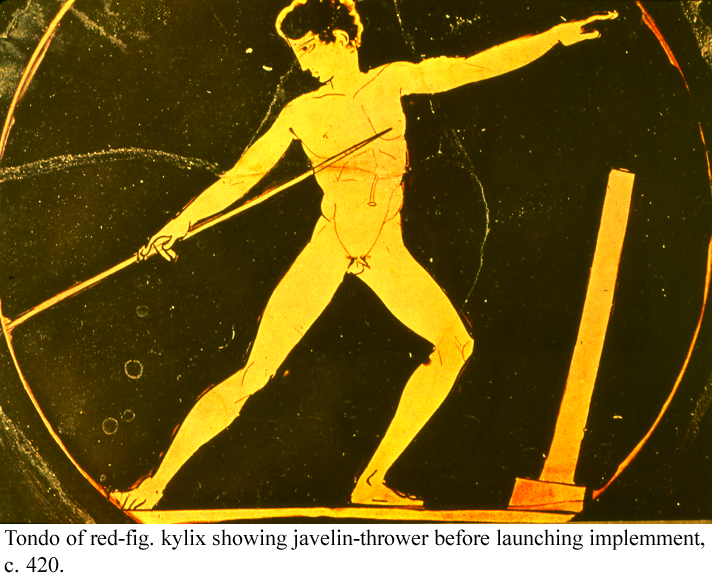 Tondo of red-fig. kylix showing javelin-thrower before launching implemment,
c. 420.